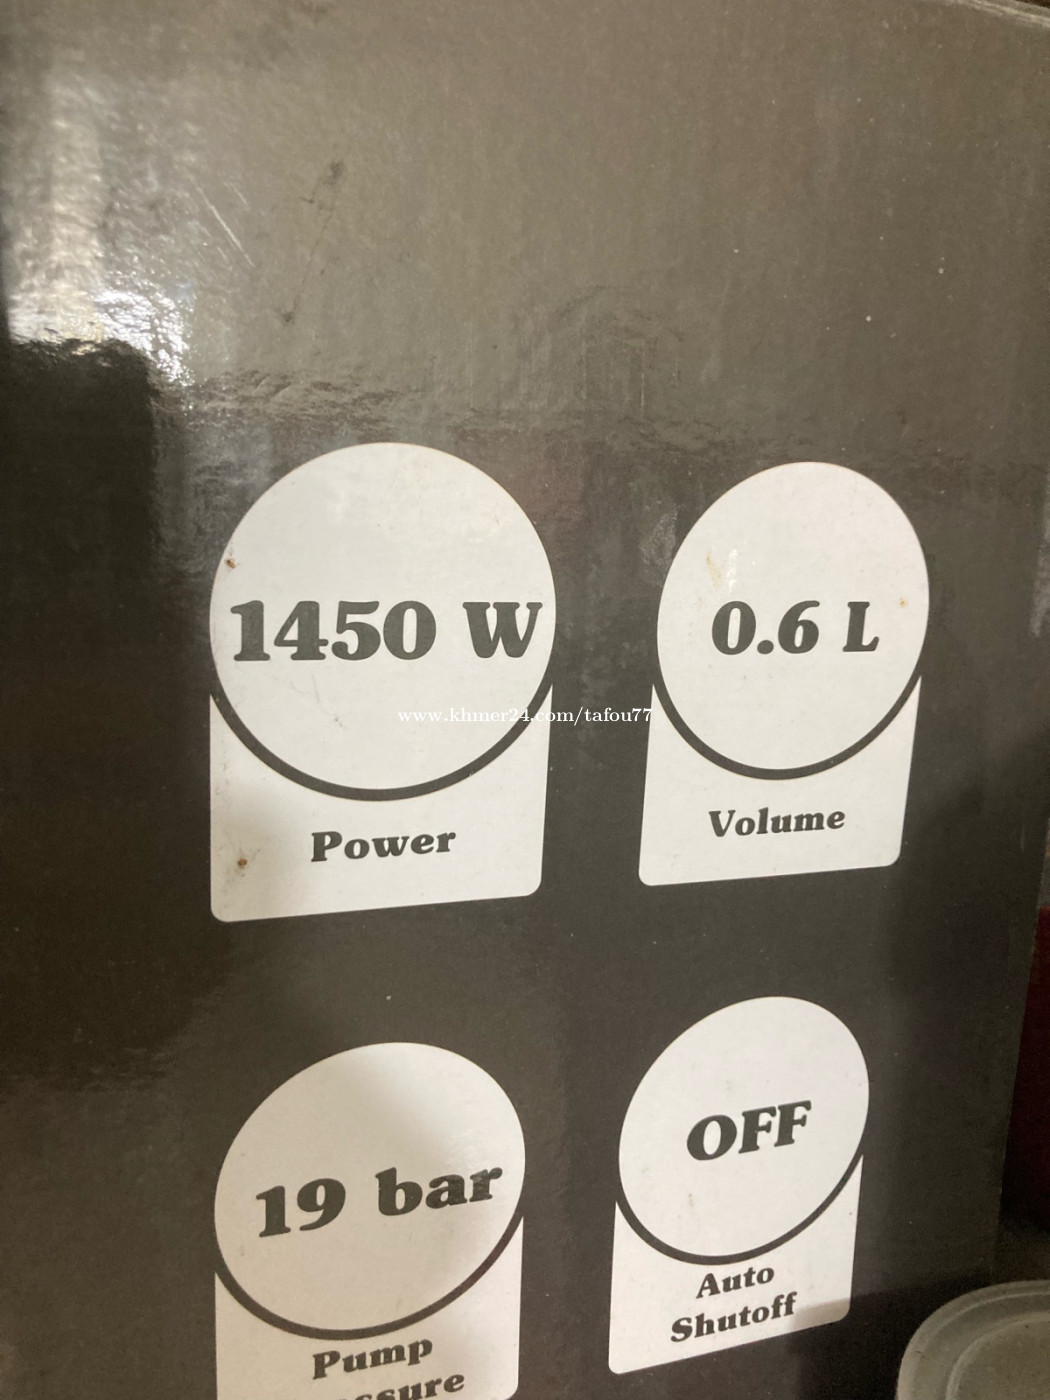 1450 W
Power
0.6 L
Volume
www.khmer24.com/tafou77
19 bar
Pump
OFF
Auto
Shutoff